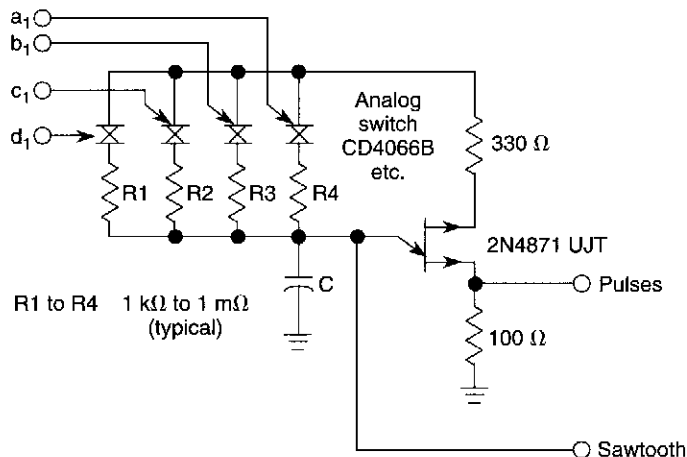 a₁
b₁
c₁
d₁
Analog
switch
CD4066B
etc.
330 Ω
R1
R2
R3
R4
2N4871 UJT
C
Pulses
R1 to R4 1 kΩ to 1 mΩ
(typical)
100 Ω
Sawtooth